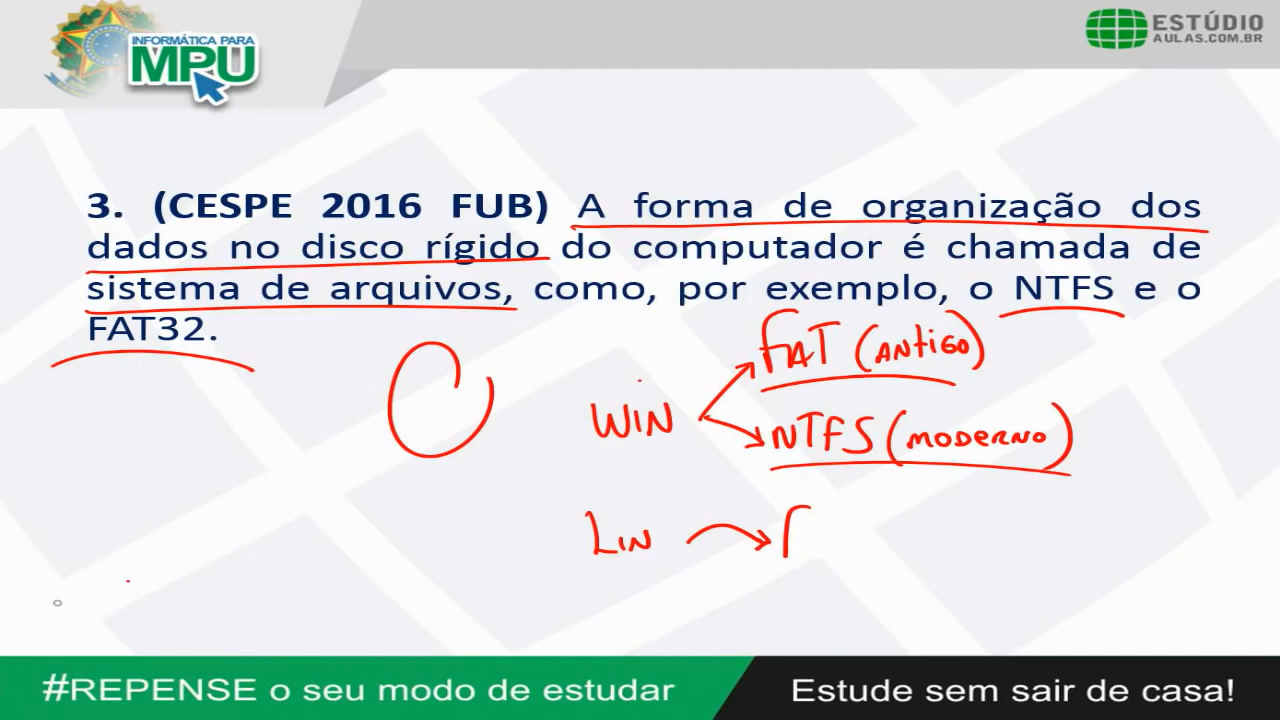 INFORMÁTICA PARA
MPU
ESTÚDIO
AULAS.COM.BR
3. (CESPE 2016 FUB) A forma de organização dos
dados no disco rígido do computador é chamada de
sistema de arquivos, como, por exemplo, o NTFS e o
FAT32.
FAT (ANTIGO)
WIN
NTFS (MODERNO)
LIN
#REPENSE o seu modo de estudar
Estude sem sair de casa!